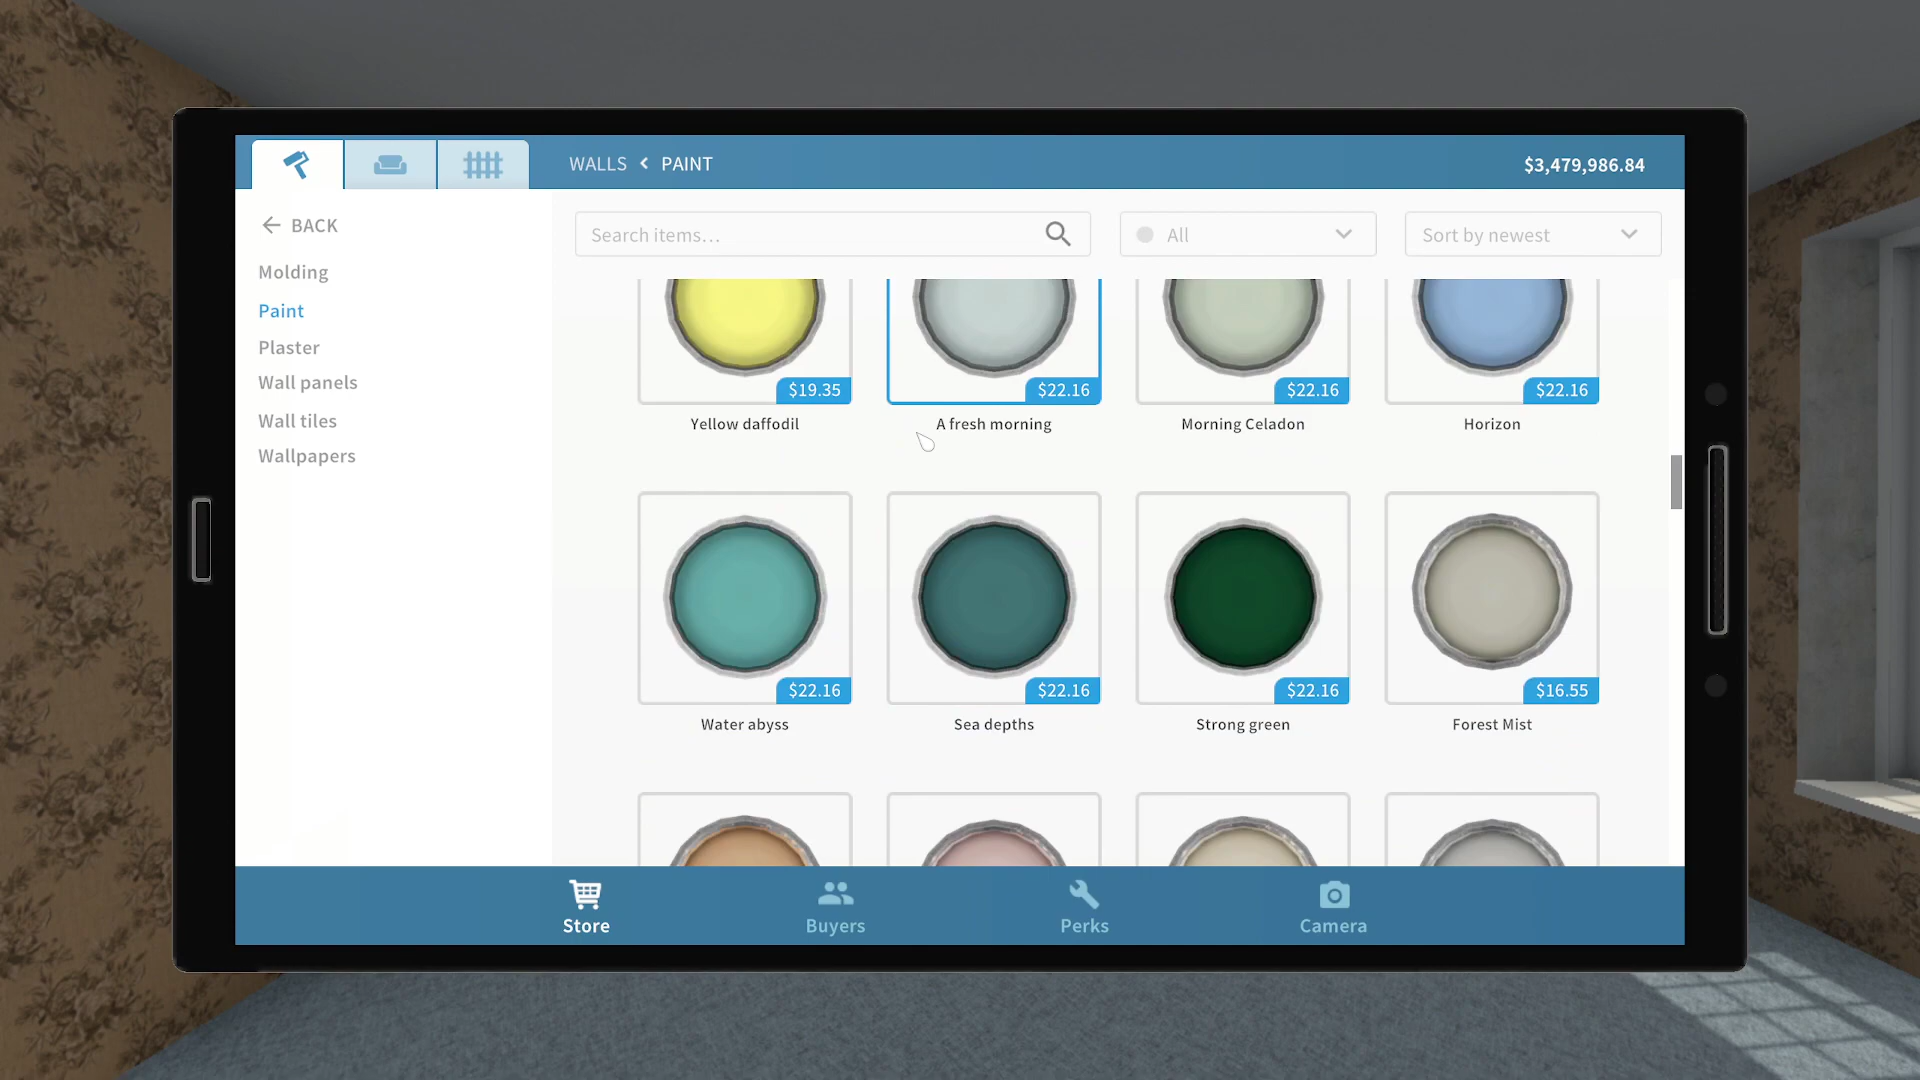 WALLS < PAINT
$3,479,986.84
BACK
Molding
Paint
Plaster
Wall panels
Wall tiles
Wallpapers
Search items...
All
Sort by newest
$19.35
$22.16
$22.16
$22.16
Yellow daffodil
A fresh morning
Morning Celadon
Horizon
$22.16
$22.16
$22.16
$16.55
Water abyss
Sea depths
Strong green
Forest Mist
Store
Buyers
Perks
Camera